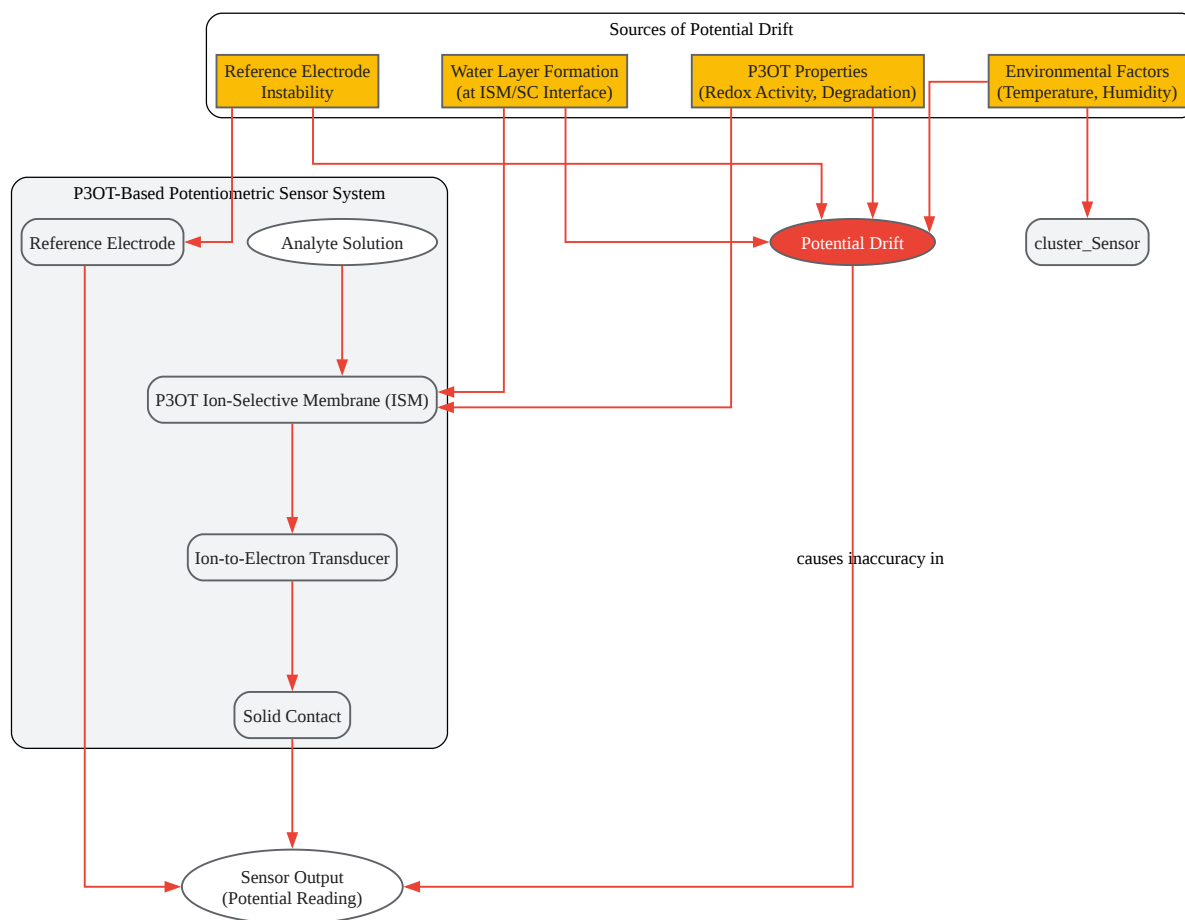 Sources of Potential Drift
Reference Electrode
Instability
Water Layer Formation
(at ISM/SC Interface)
P3OT Properties
(Redox Activity, Degradation)
Environmental Factors
(Temperature, Humidity)
P3OT-Based Potentiometric Sensor System
Reference Electrode
Analyte Solution
Potential Drift
cluster_Sensor
P3OT Ion-Selective Membrane (ISM)
Ion-to-Electron Transducer
causes inaccuracy in
Solid Contact
Sensor Output
(Potential Reading)